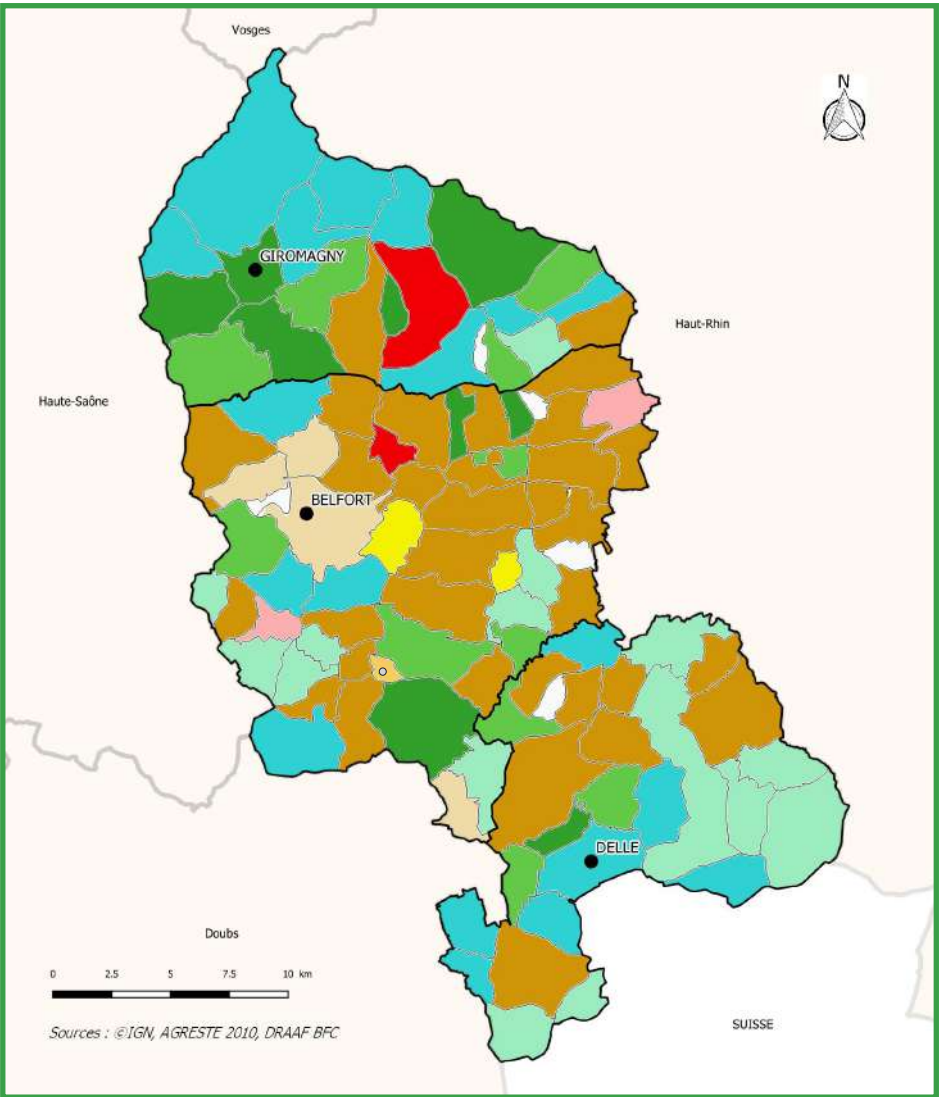 Vosges
N
GIROMAGNY
Haut-Rhin
Haute-Saône
BELFORT
DELLE
Doubs
0 2.5 5 7.5 10 km
Sources : ©IGN, AGRESTE 2010, DRAAF BFC
SUISSE